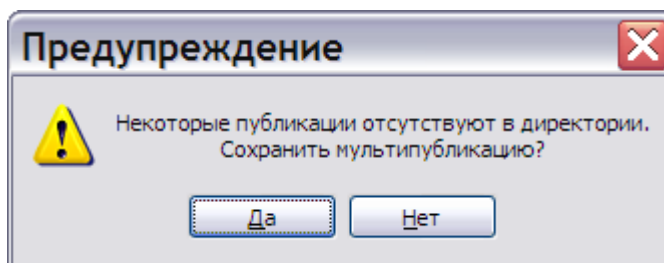 Предупреждение
Некоторые публикации отсутствуют в директории.
Сохранить мультипубликацию?
Да
Нет